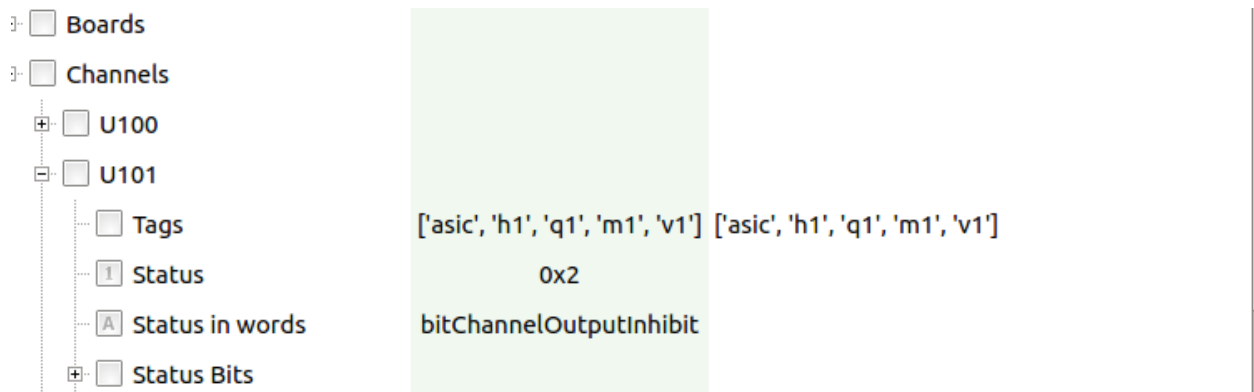 Boards
Channels
U100
U101
Tags ['asic', 'h1', 'q1', 'm1', 'v1'] ['asic', 'h1', 'q1', 'm1', 'v1']
1 Status 0x2
A Status in words bitChannelOutputInhibit
Status Bits